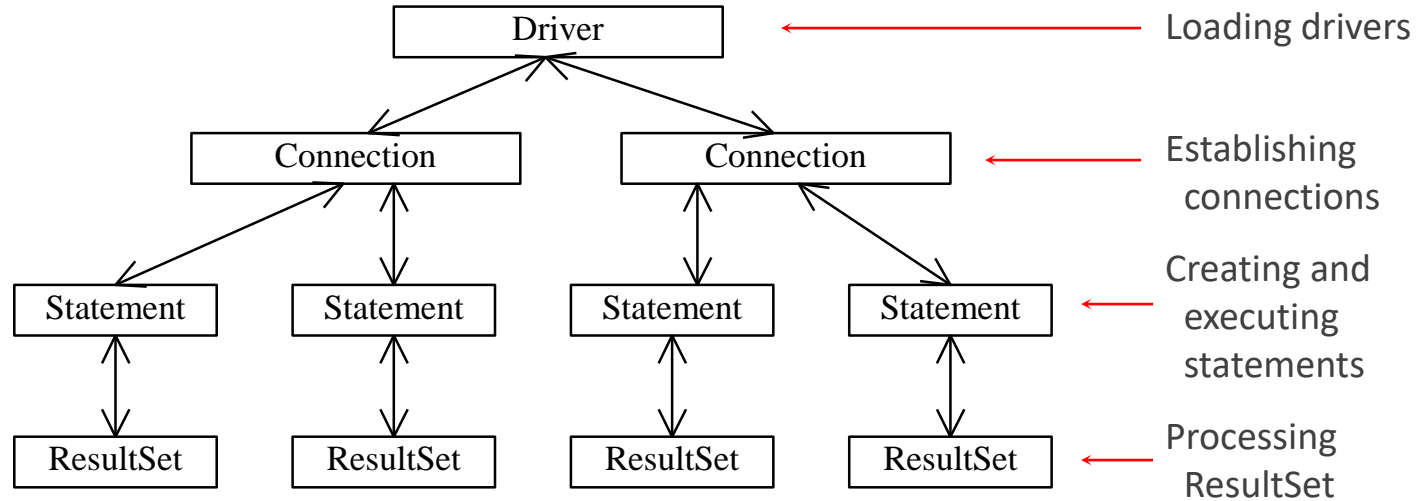 Driver
Loading drivers
Connection
Connection
Establishing
connections
Statement
Statement
Statement
Statement
Creating and
executing
statements
ResultSet
ResultSet
ResultSet
ResultSet
Processing
ResultSet